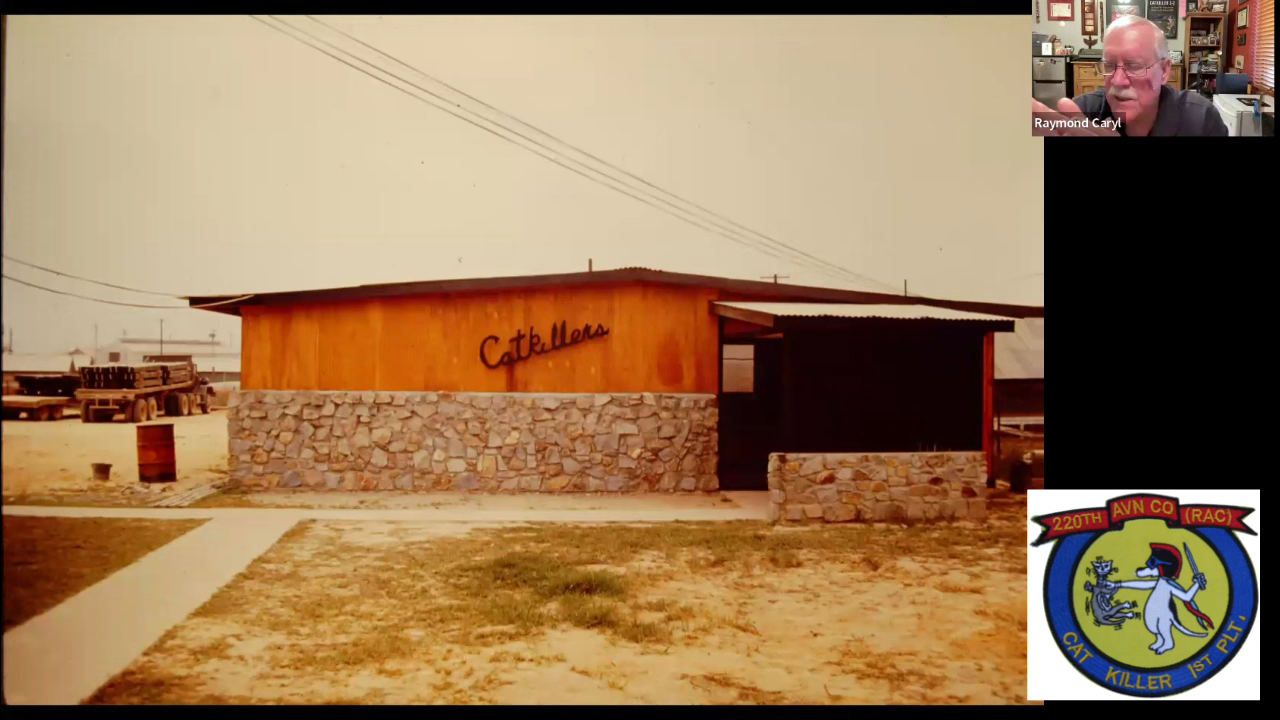 Catkillers
Raymond Caryl
220TH AVN CO (RAC)
CAT KILLER 1ST PLT.